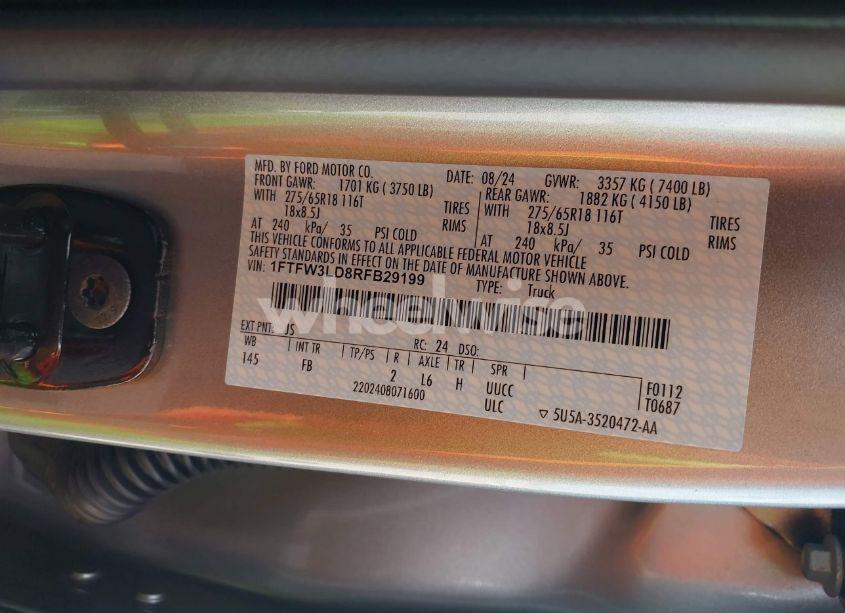 MFD. BY FORD MOTOR CO. DATE: 08/24 GVWR: 3357 KG ( 7400 LB)
FRONT GAWR: 1701 KG ( 3750 LB) REAR GAWR: 1882 KG ( 4150 LB)
WITH 275/65R18 116T TIRES WITH 275/65R18 116T TIRES
18x8.5J RIMS 18x8.5J RIMS
AT 240 kPa/ 35 PSI COLD AT 240 kPa/ 35 PSI COLD
THIS VEHICLE CONFORMS TO ALL APPLICABLE FEDERAL MOTOR VEHICLE
SAFETY STANDARDS IN EFFECT ON THE DATE OF MANUFACTURE SHOWN ABOVE.
VIN: 1FTFW3LD8RFB29199 TYPE: Truck
wheelwise
EXT PNT: JS RC: 24 DSO:
WB INT TR TP/PS R AXLE TR SPR
145 FB 2 L6 H UUCC F0112
2202408071600 ULC T0687
5U5A-3520472-AA